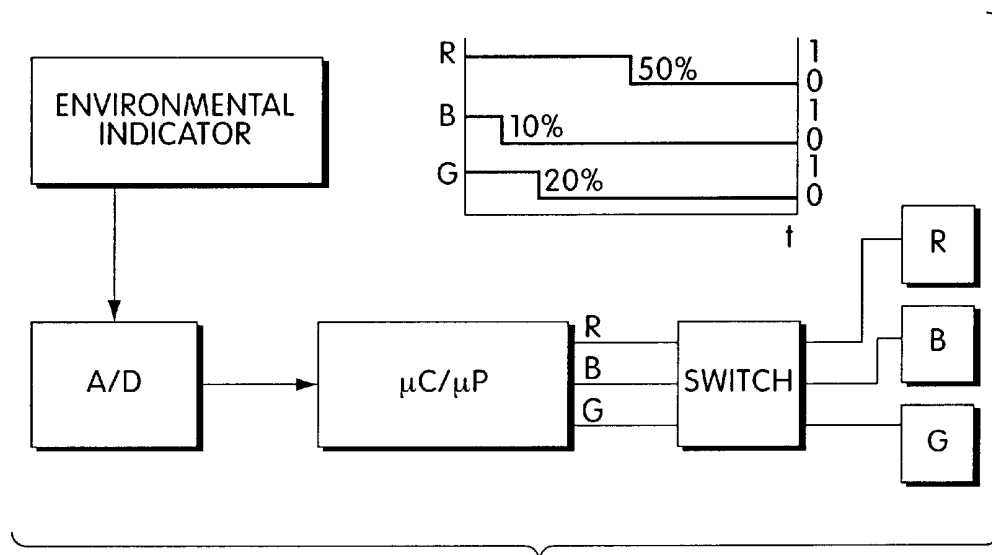 R
50%
1
0
B
10%
1
0
G
20%
1
0
t
ENVIRONMENTAL
INDICATOR
A/D
μC/μP
R
B
G
SWITCH
R
B
G